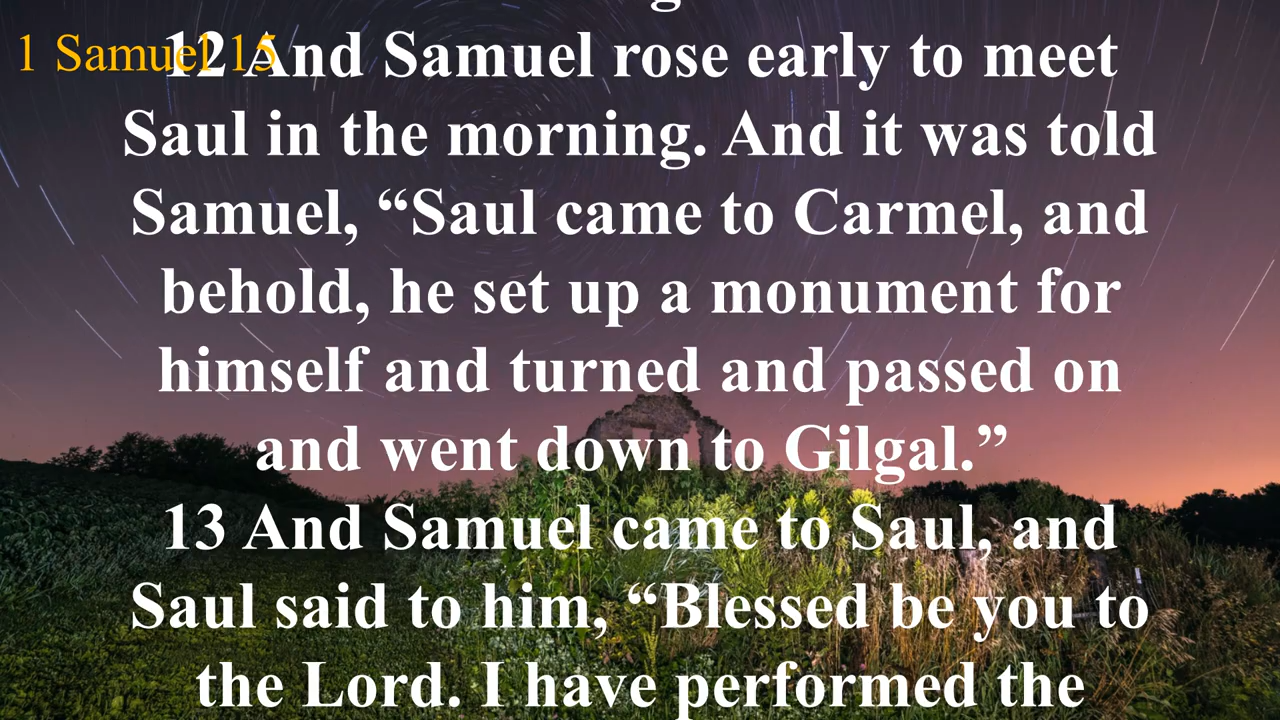 1 Samuel 15
12 And Samuel rose early to meet
Saul in the morning. And it was told
Samuel, “Saul came to Carmel, and
behold, he set up a monument for
himself and turned and passed on
and went down to Gilgal.”
13 And Samuel came to Saul, and
Saul said to him, “Blessed be you to
the Lord. I have performed the